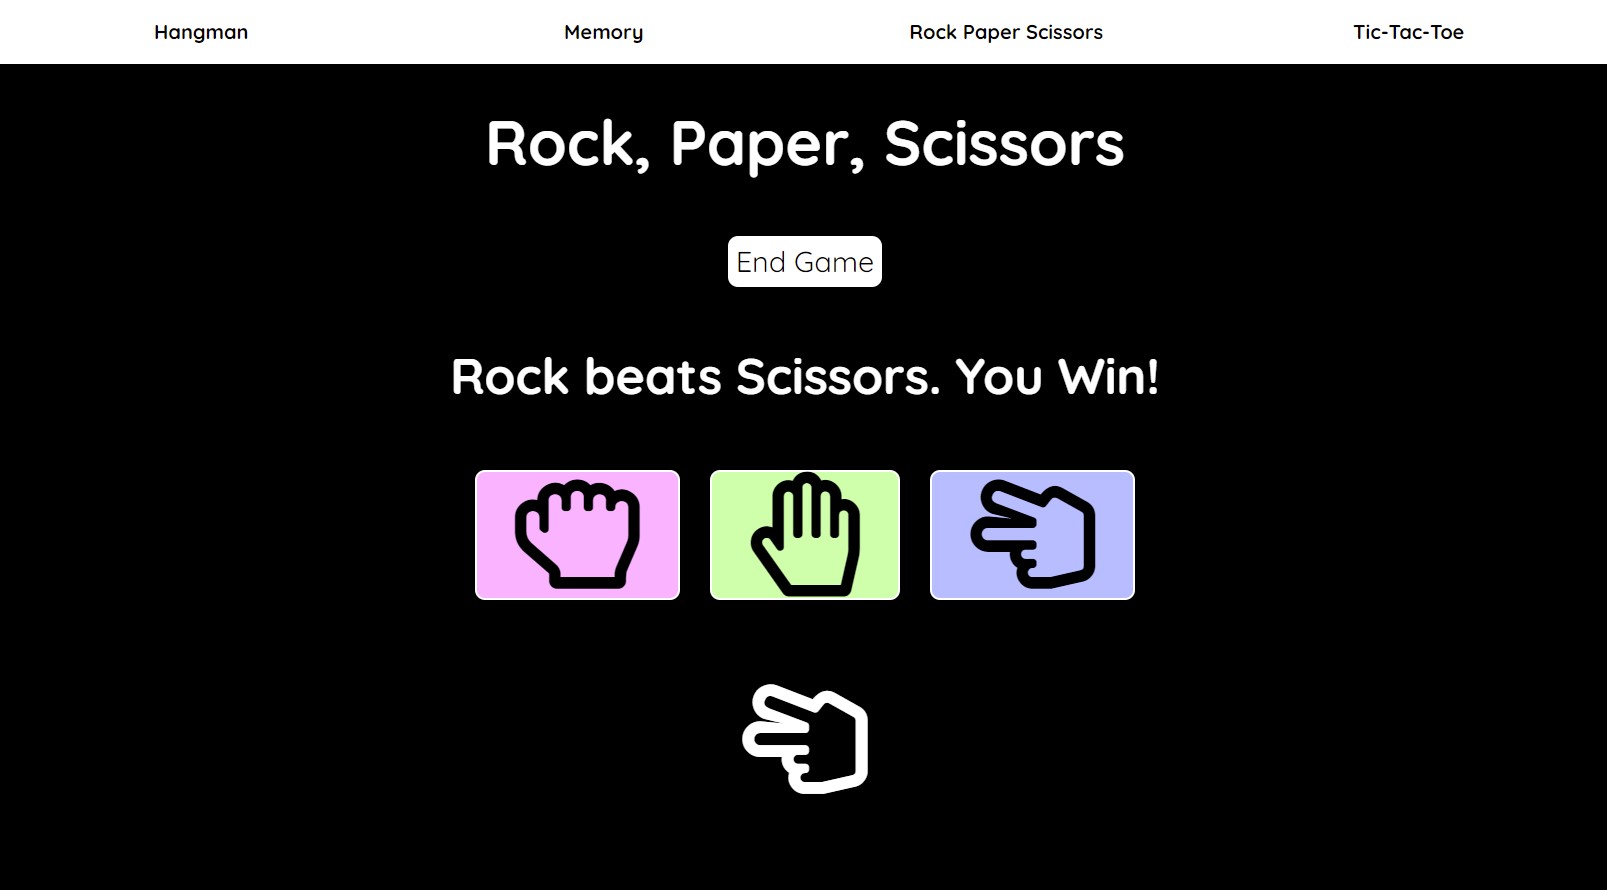 Hangman Memory Rock Paper Scissors Tic-Tac-Toe
Rock, Paper, Scissors
End Game
Rock beats Scissors. You Win!